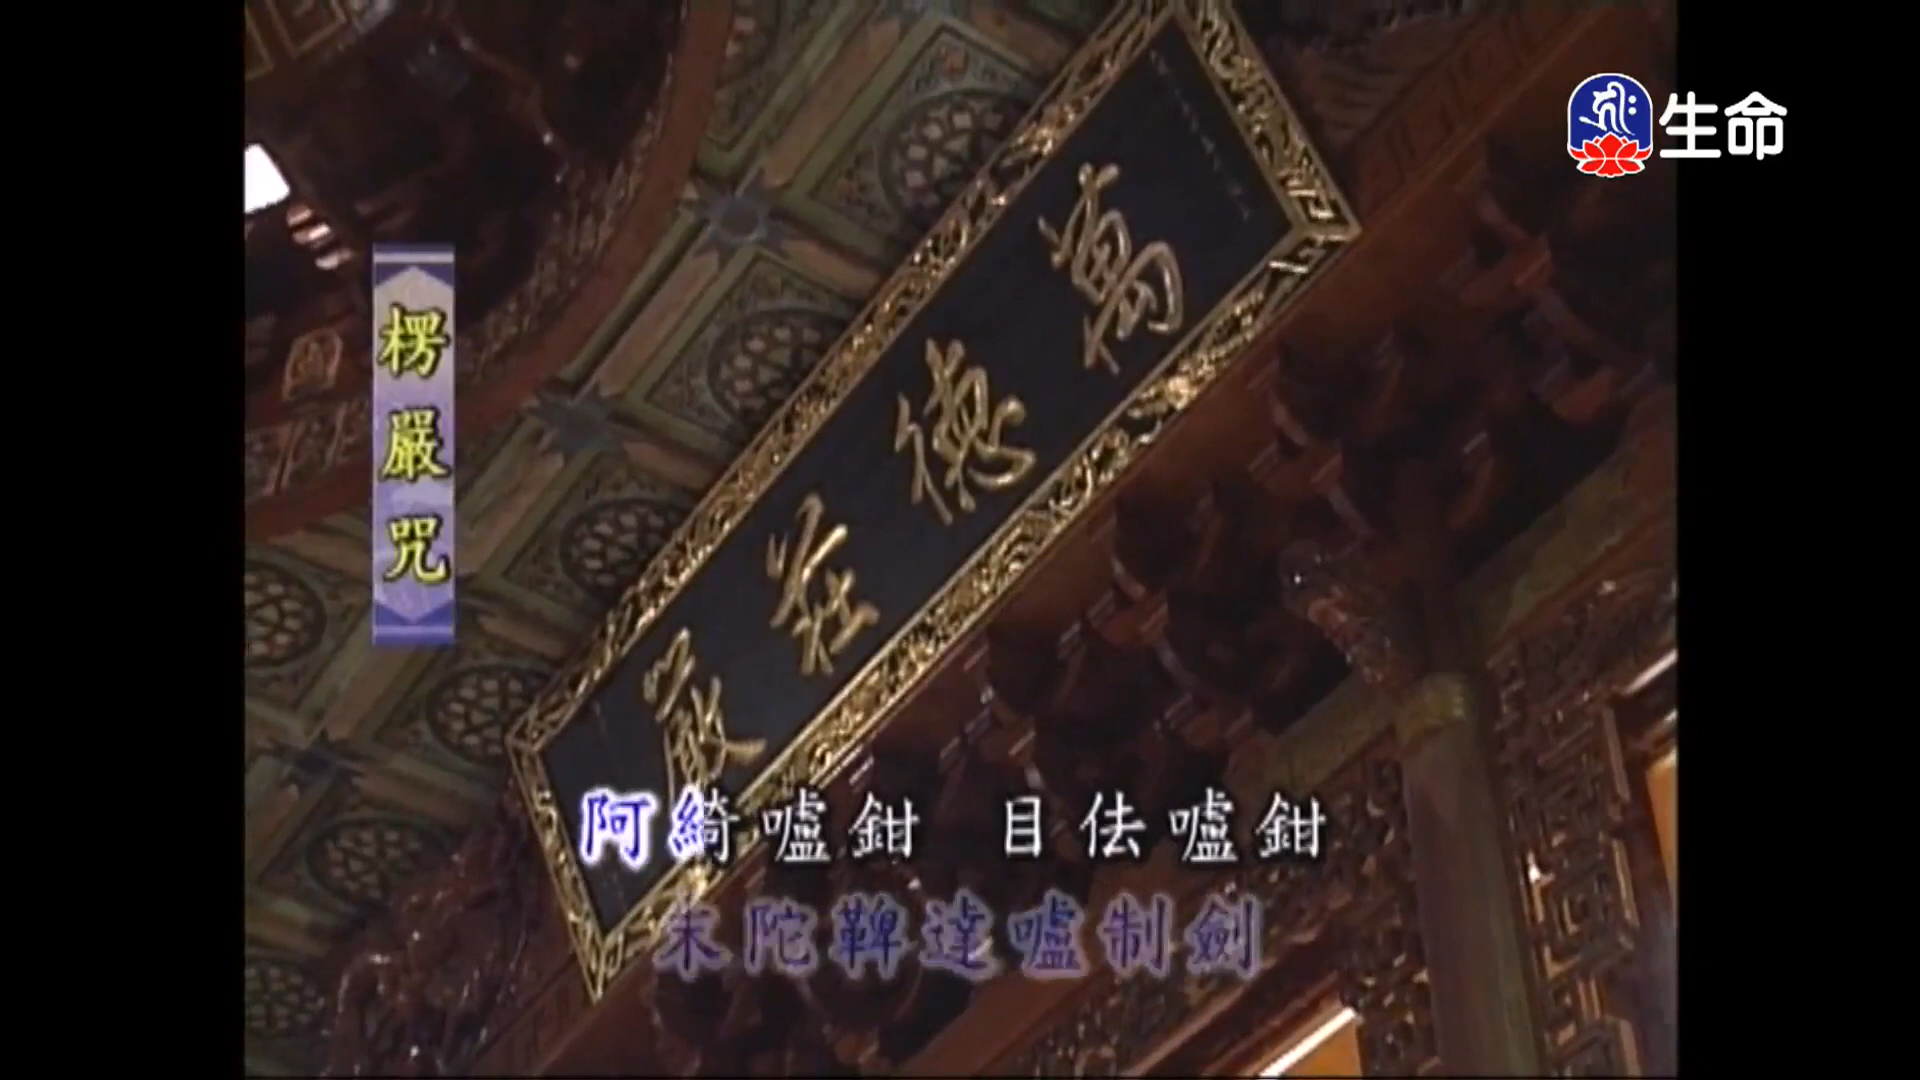 生命
楞嚴咒
萬德莊嚴
阿綺嚧鉗 目佉嚧鉗
末陀鞞達嚧制劍